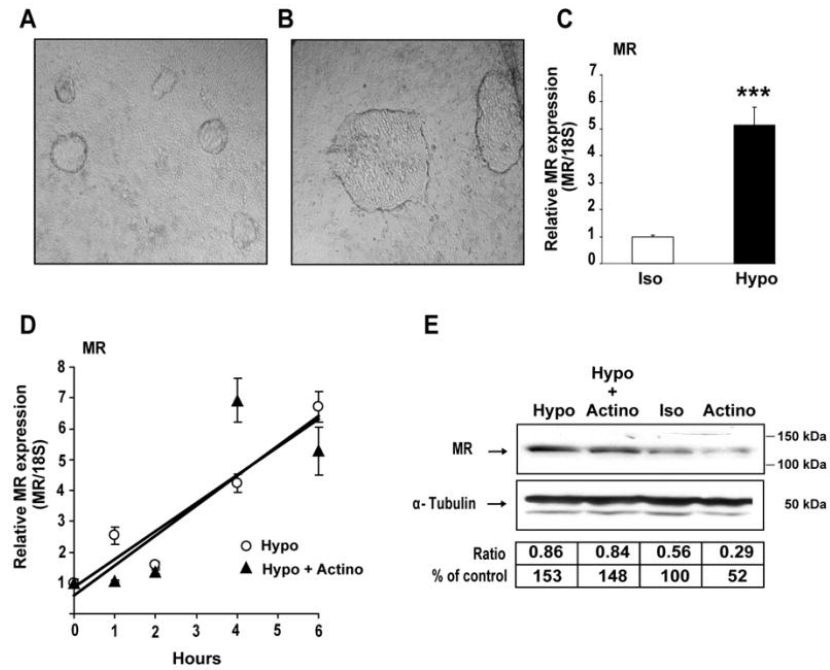 A
B
C
MR
Relative MR expression
(MR/18S)
7
6
5
4
3
2
1
0
***
Iso
Hypo
D
MR
Relative MR expression
(MR/18S)
8
7
6
5
4
3
2
1
0
1
2
3
4
5
6
Hours
Hypo
Hypo + Actino
E
Hypo
Hypo
+
Actino
Iso
Actino
MR
150 kDa
100 kDa
α- Tubulin
50 kDa
Ratio 0.86 0.84 0.56 0.29
% of control 153 148 100 52